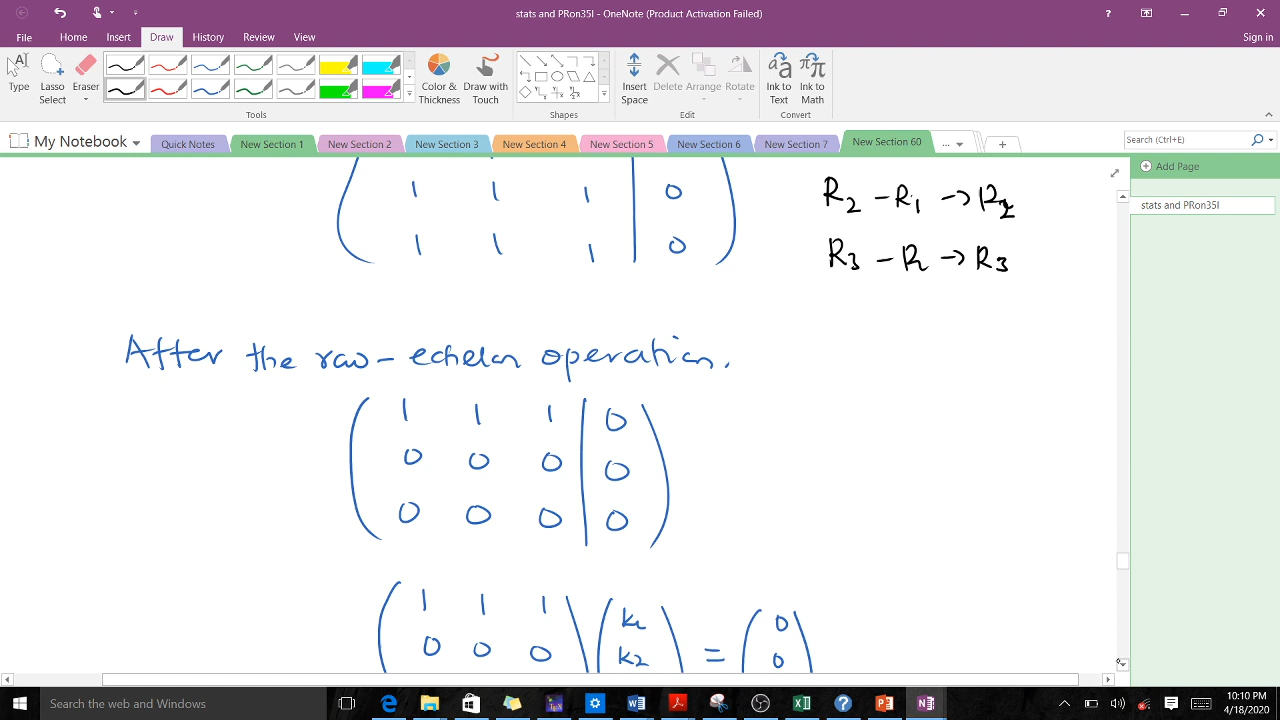 stats and PRon35l - OneNote (Product Activation Failed)
File Home Insert Draw History Review View Sign in
Type Lasso Select Eraser Color & Thickness Draw with Touch Insert Space Delete Arrange Rotate Ink to Text Ink to Math
Tools Shapes Edit Convert
My Notebook Quick Notes New Section 1 New Section 2 New Section 3 New Section 4 New Section 5 New Section 6 New Section 7 New Section 60 ... + Search (Ctrl+E)
Add Page
stats and PRon35l
1 1 1 | 0 R2 - R1 → R2
1 1 1 | 0 R3 - R → R3
After the row-echelon operation.
1 1 1 | 0
0 0 0 | 0
0 0 0 | 0
1 1 1 k1 0
0 0 0 k2 = 0
Search the web and Windows
10:10 PM
4/18/2020